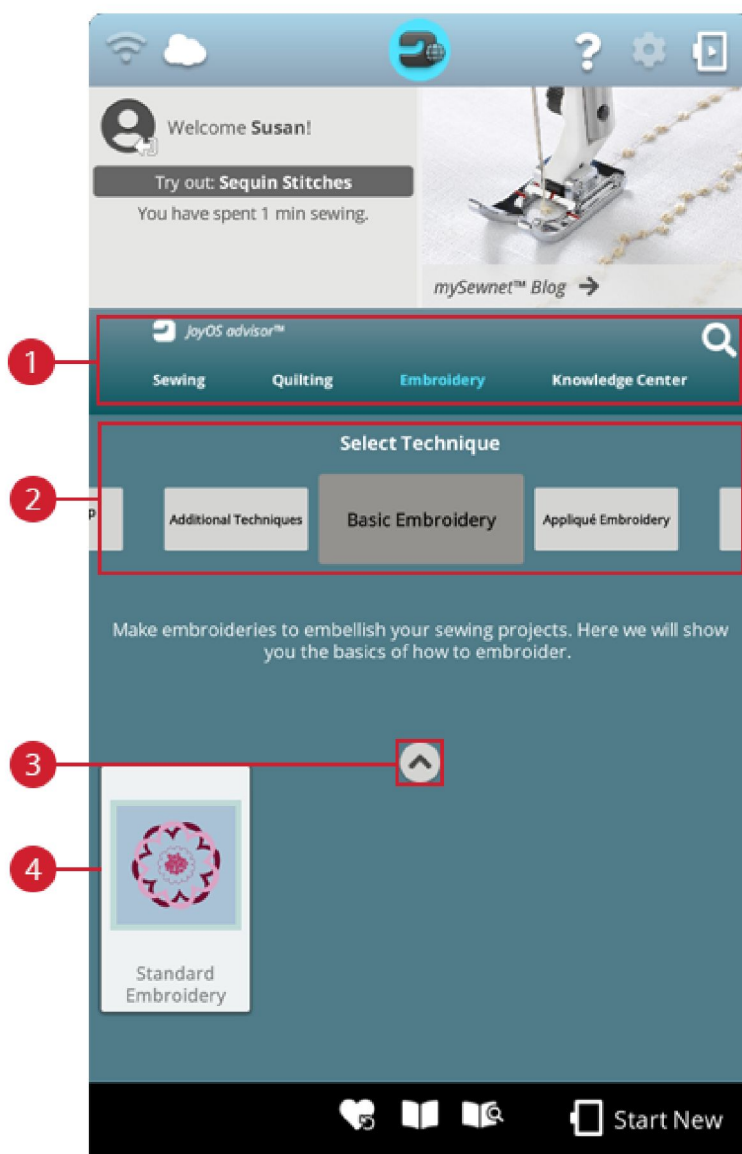 Welcome Susan!
Try out: Sequin Stitches
You have spent 1 min sewing.
mySewnet™ Blog →
JoyOS advisor™
1
Sewing Quilting Embroidery Knowledge Center
Select Technique
2
p Additional Techniques Basic Embroidery Appliqué Embroidery
Make embroideries to embellish your sewing projects. Here we will show
you the basics of how to embroider.
3
4
Standard
Embroidery
Start New